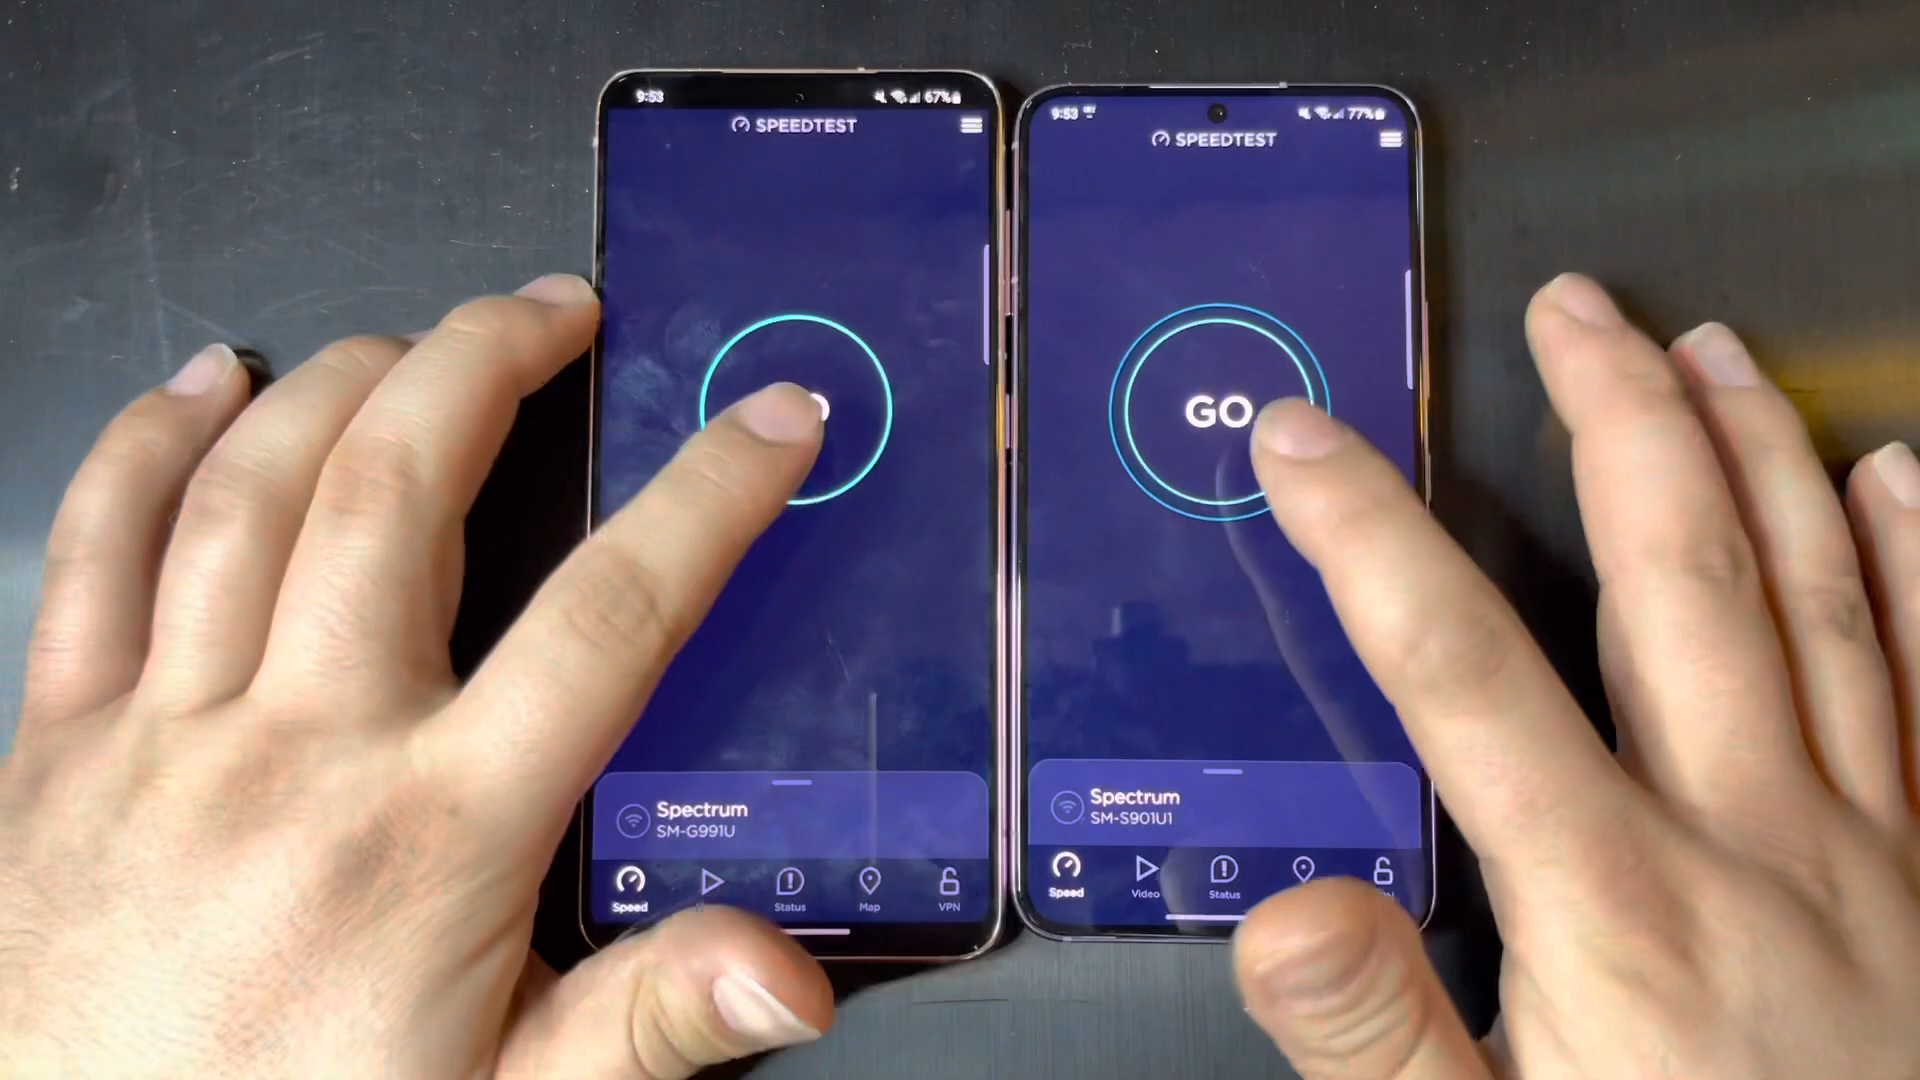 9:53
67%
SPEEDTEST
Spectrum
SM-G991U
Speed
Status
Map
VPN
9:53
77%
SPEEDTEST
GO
Spectrum
SM-S901U1
Speed
Video
Status